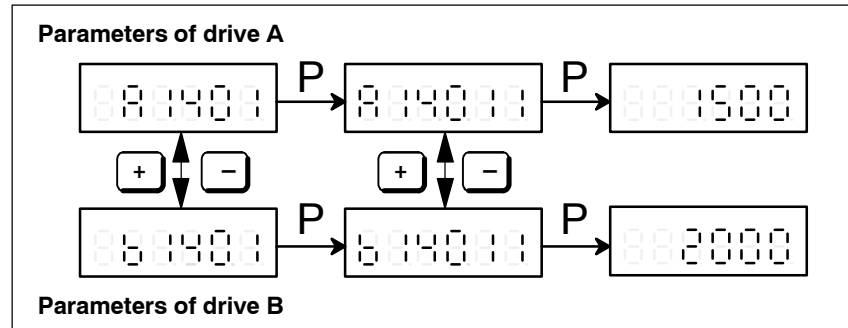 Parameters of drive A
A1401 P A14011 P 1500
+ − + −
b1401 P b14011 P 2000
Parameters of drive B